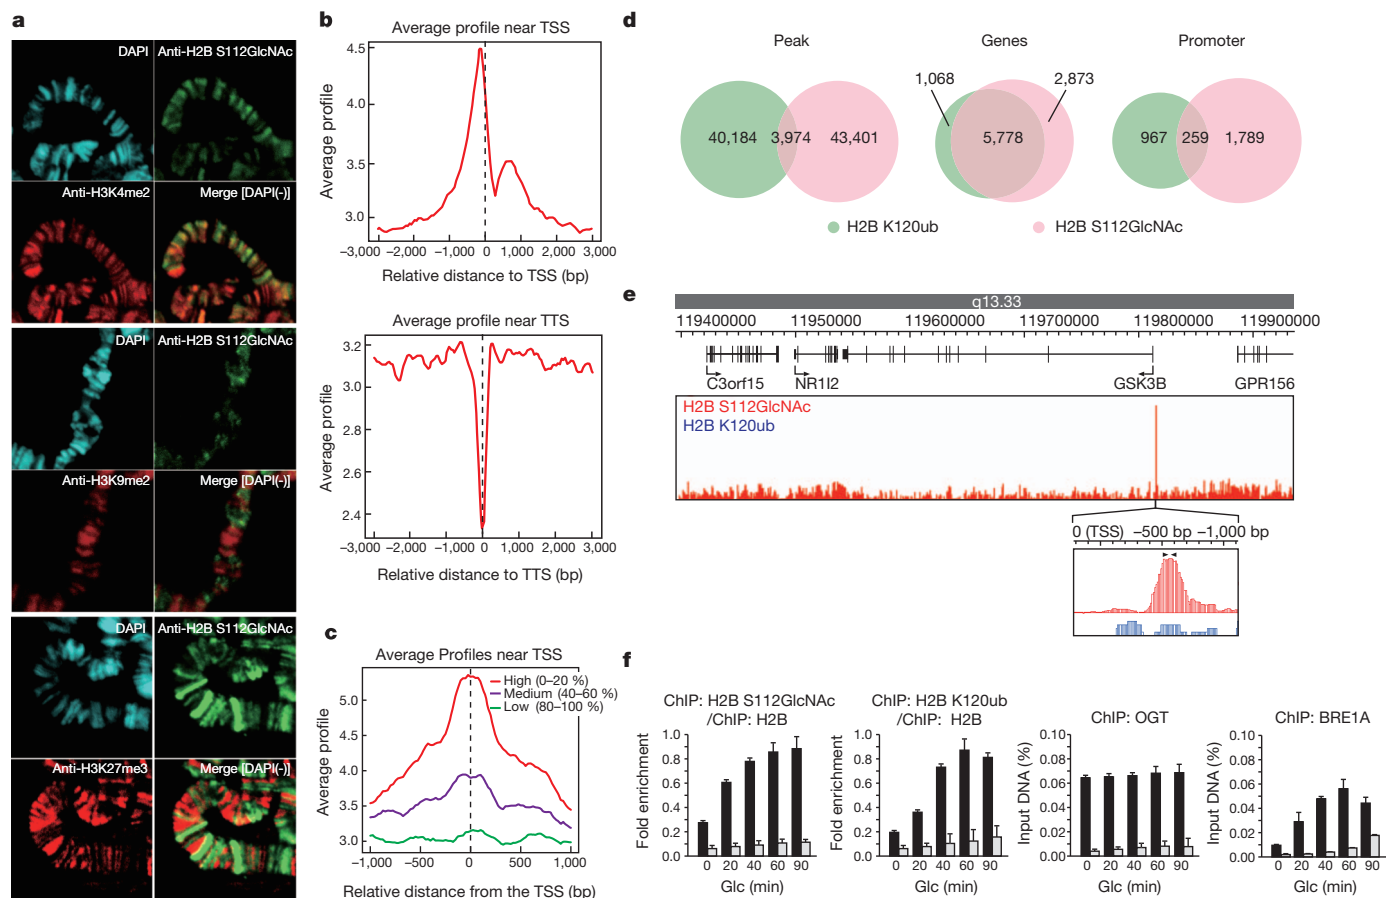 a
DAPI
Anti-H2B S112GlcNAc
Anti-H3K4me2
Merge [DAPI(-)]
DAPI
Anti-H2B S112GlcNAc
Anti-H3K9me2
Merge [DAPI(-)]
DAPI
Anti-H2B S112GlcNAc
Anti-H3K27me3
Merge [DAPI(-)]
b
Average profile near TSS
Average profile
4.5
4.0
3.5
3.0
–3,000 –2,000 –1,000 0 1,000 2,000 3,000
Relative distance to TSS (bp)
Average profile near TTS
Average profile
3.2
3.0
2.8
2.6
2.4
–3,000 –2,000 –1,000 0 1,000 2,000 3,000
Relative distance to TTS (bp)
c
Average Profiles near TSS
High (0–20 %)
Medium (40–60 %)
Low (80–100 %)
Average profile
5.0
4.5
4.0
3.5
3.0
–1,000 –500 0 500 1,000
Relative distance from the TSS (bp)
d
Peak
Genes
Promoter
40,184 3,974 43,401
1,068
2,873
5,778
967 259 1,789
H2B K120ub
H2B S112GlcNAc
e
q13.33
119400000 119500000 119600000 119700000 119800000 119900000
C3orf15
NR1I2
GSK3B
GPR156
H2B S112GlcNAc
H2B K120ub
0 (TSS) –500 bp –1,000 bp
f
ChIP: H2B S112GlcNAc
/ChIP: H2B
Fold enrichment
1.0
0.8
0.6
0.4
0.2
0.0
0 20 40 60 90
Glc (min)
ChIP: H2B K120ub
/ChIP: H2B
Fold enrichment
1.0
0.8
0.6
0.4
0.2
0.0
0 20 40 60 90
Glc (min)
ChIP: OGT
Input DNA (%)
0.10
0.08
0.06
0.04
0.02
0.00
0 20 40 60 90
Glc (min)
ChIP: BRE1A
Input DNA (%)
0.10
0.08
0.06
0.04
0.02
0.00
0 20 40 60 90
Glc (min)